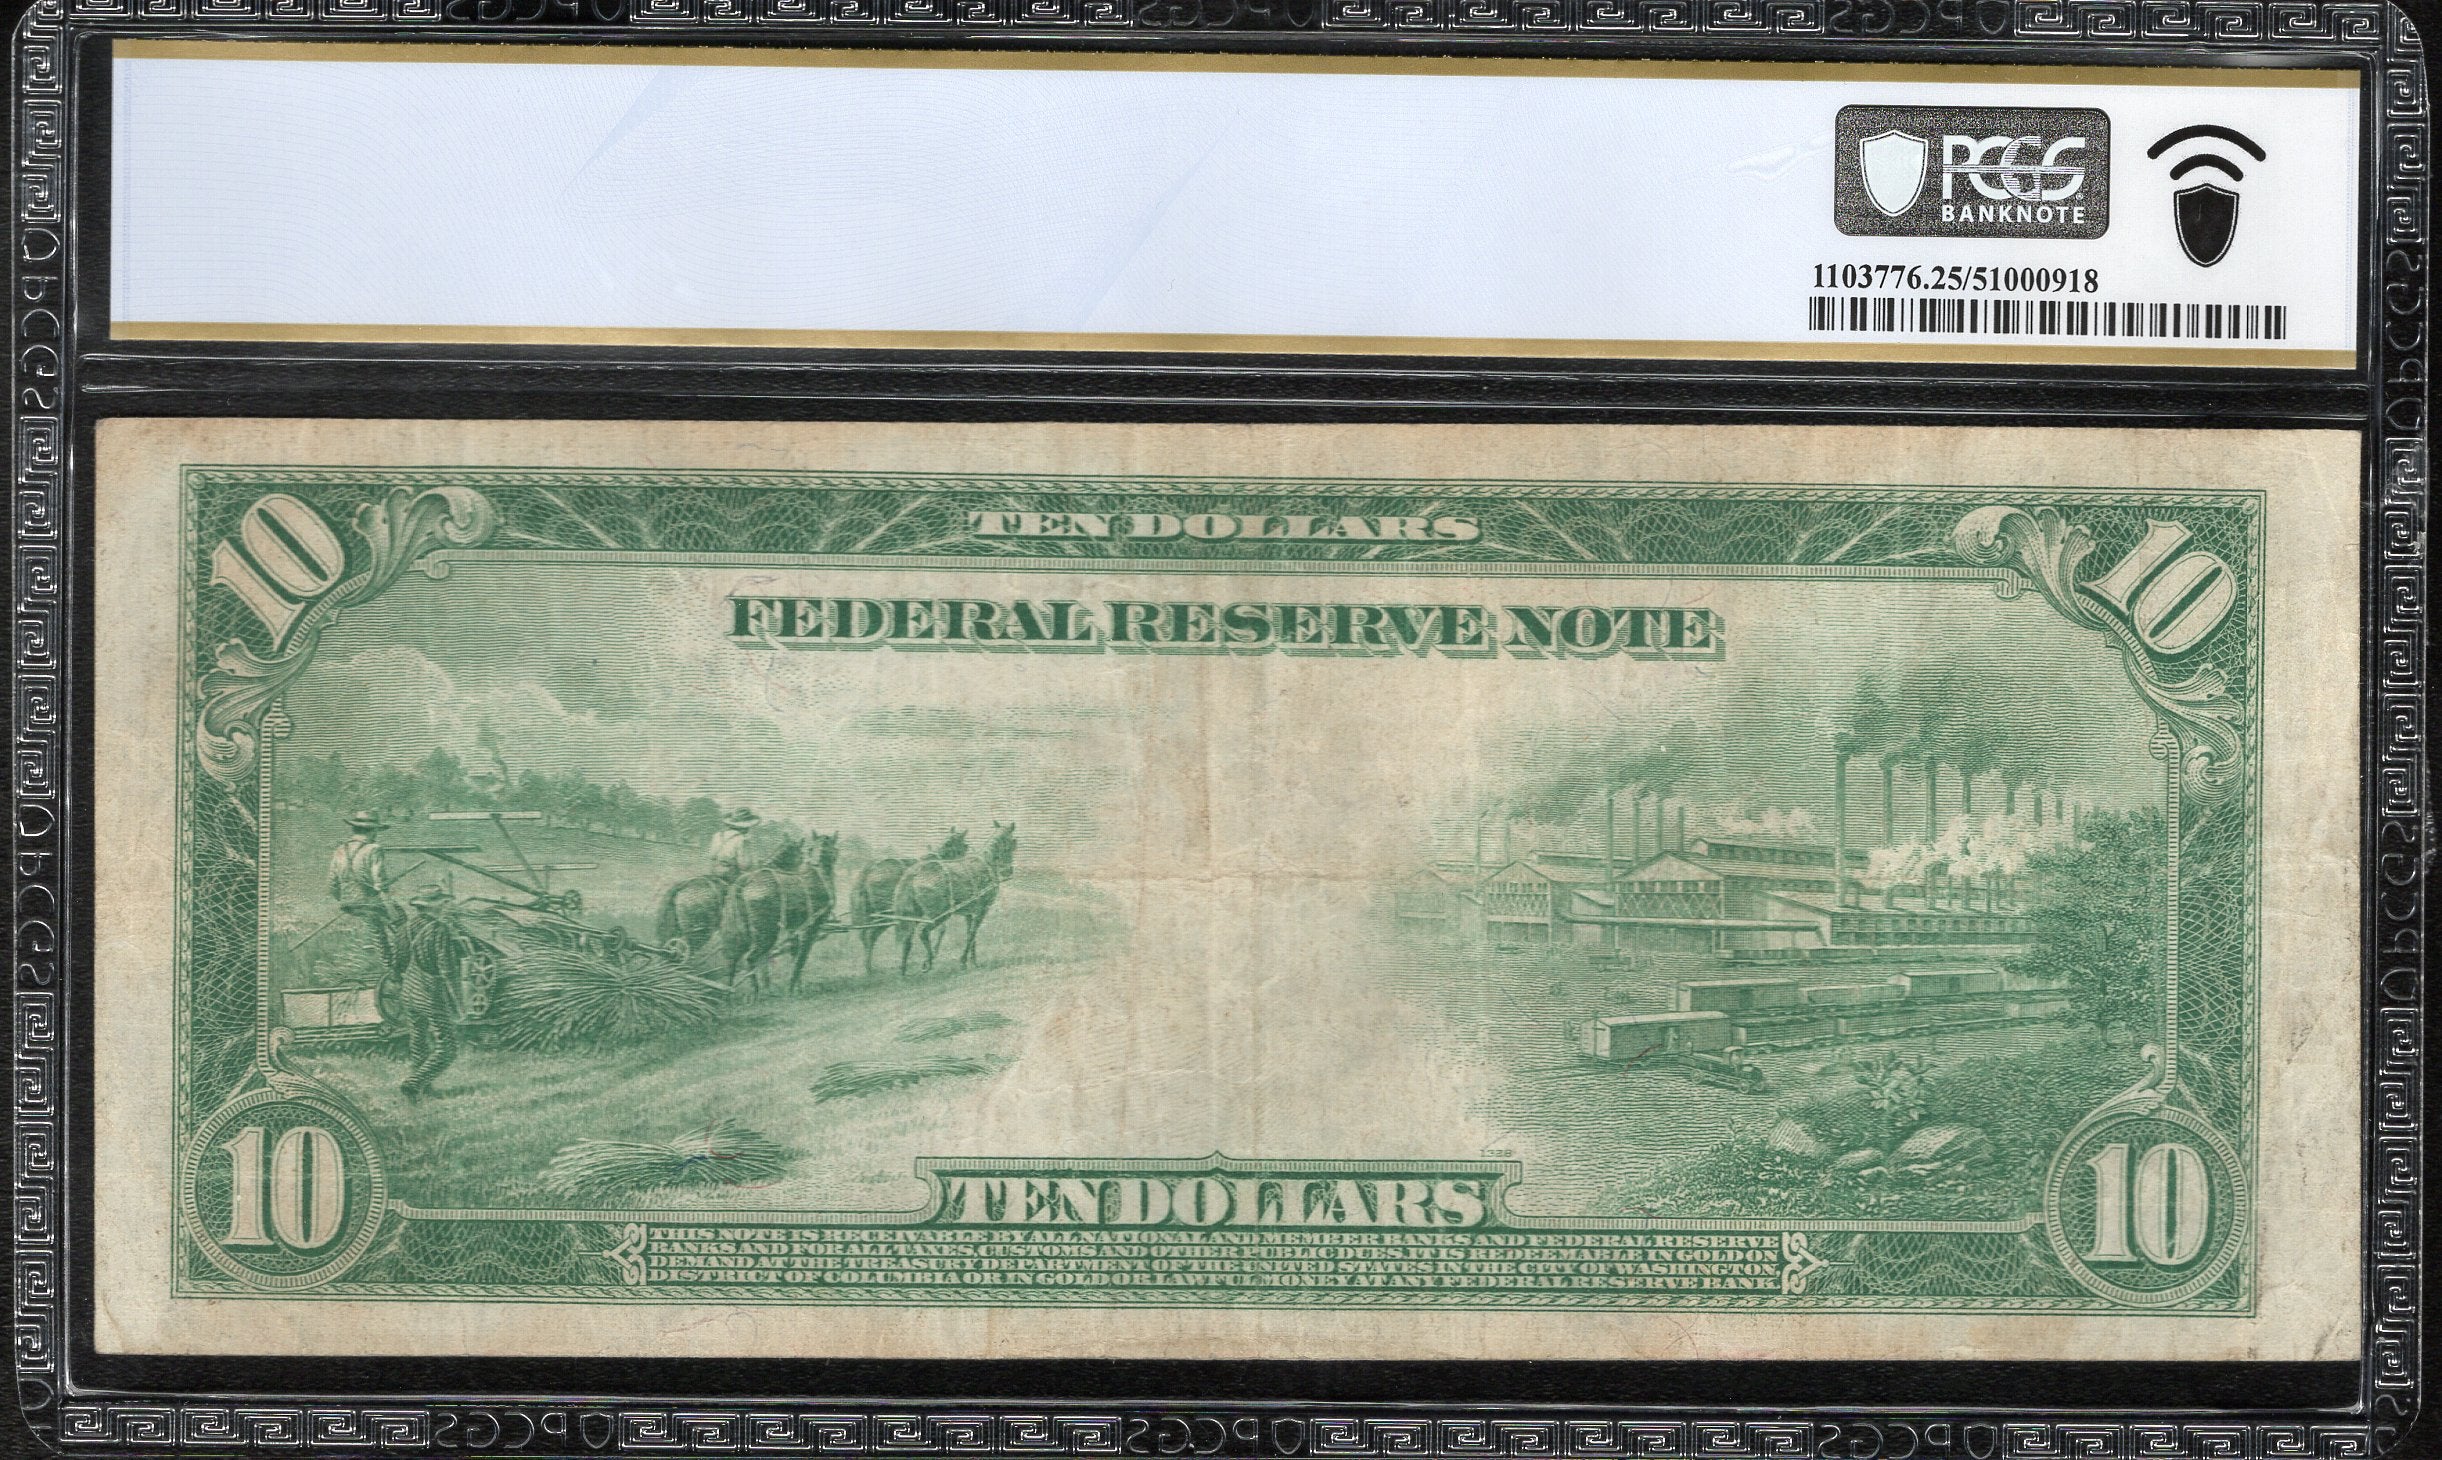 PCGS
BANKNOTE
1103776.25/51000918
10
TEN DOLLARS
10
FEDERAL RESERVE NOTE
1328
10
TEN DOLLARS
10
THIS NOTE IS RECEIVABLE BY ALL NATIONAL AND MEMBER BANKS AND FEDERAL RESERVE
BANKS AND FOR ALL TAXES, CUSTOMS AND OTHER PUBLIC DUES. IT IS REDEEMABLE IN GOLD ON
DEMAND AT THE TREASURY DEPARTMENT OF THE UNITED STATES IN THE CITY OF WASHINGTON,
DISTRICT OF COLUMBIA OR IN GOLD OR LAWFUL MONEY AT ANY FEDERAL RESERVE BANK.